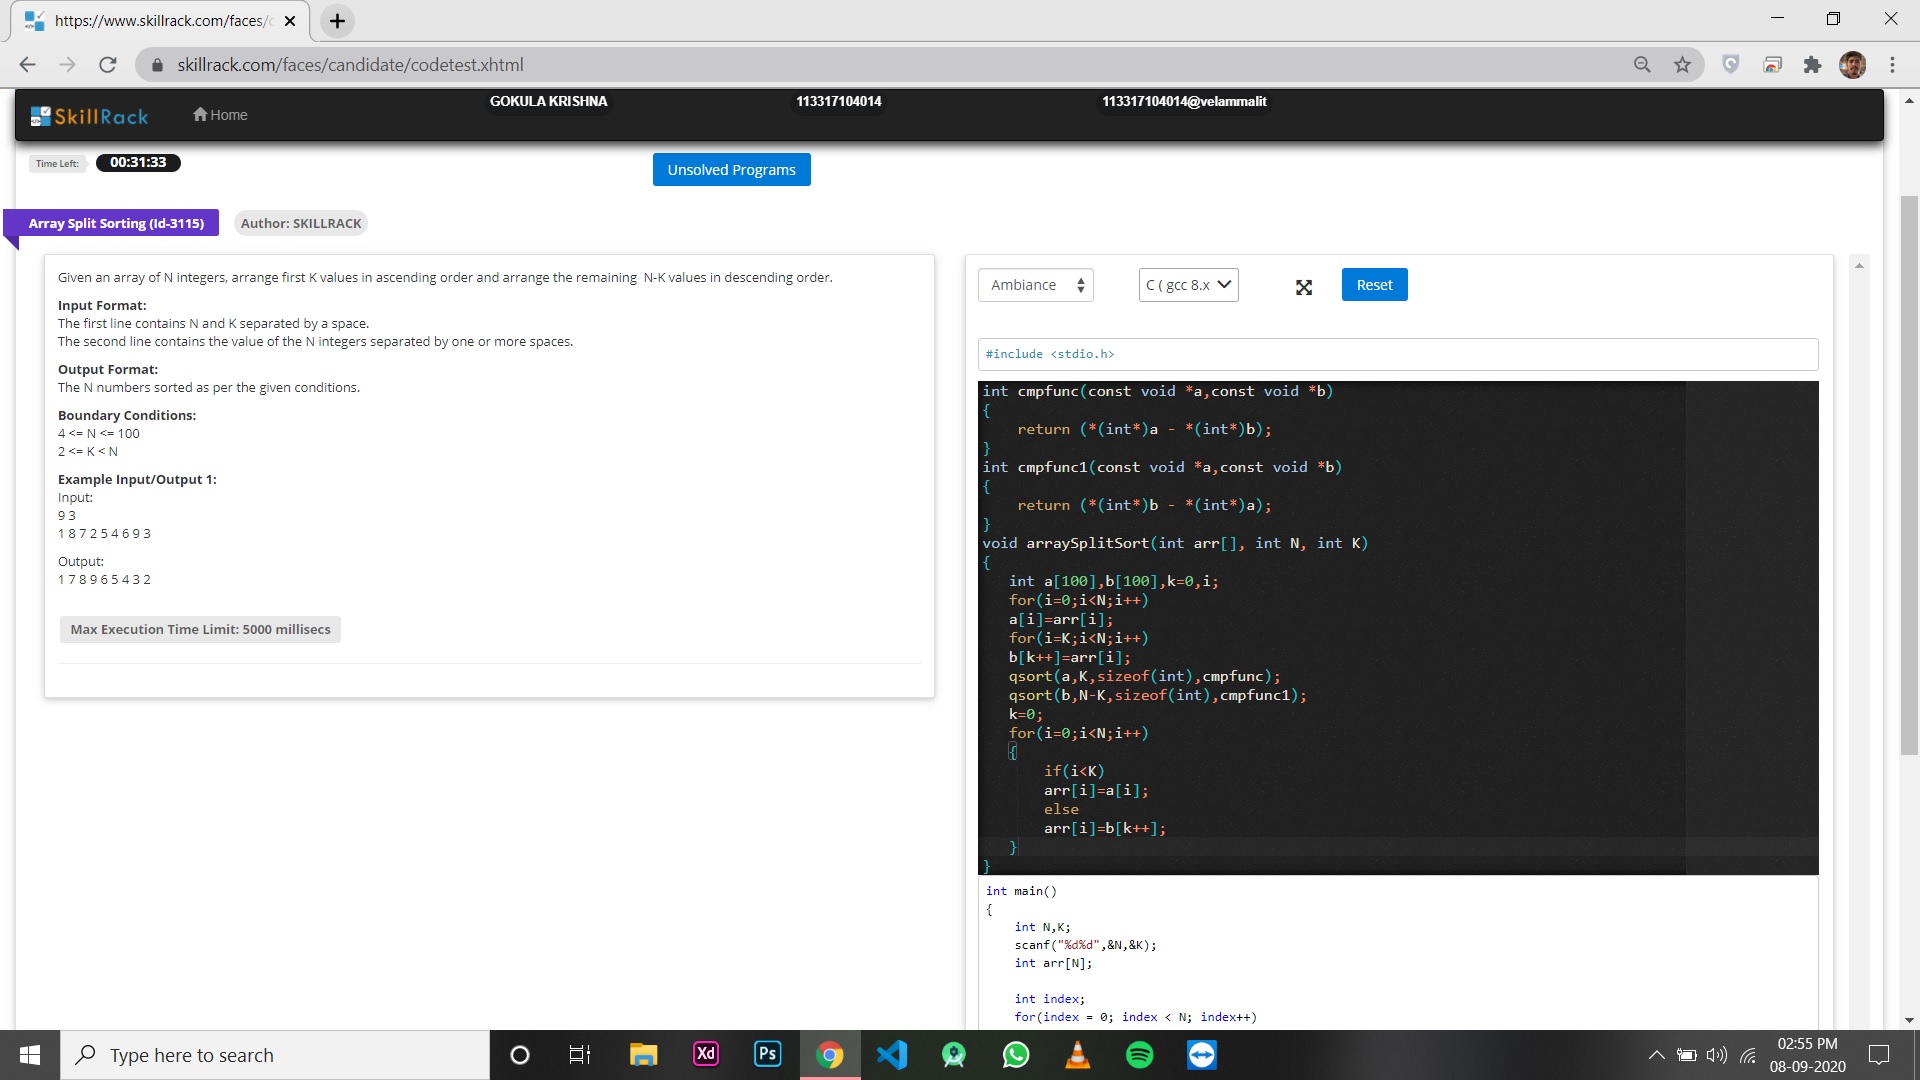 https://www.skillrack.com/faces/c
skillrack.com/faces/candidate/codetest.xhtml
SkillRack
Home
GOKULA KRISHNA
113317104014
113317104014@velammalit
Time Left:
00:31:33
Unsolved Programs
Array Split Sorting (Id-3115)
Author: SKILLRACK
Given an array of N integers, arrange first K values in ascending order and arrange the remaining N-K values in descending order.
Input Format:
The first line contains N and K separated by a space.
The second line contains the value of the N integers separated by one or more spaces.
Output Format:
The N numbers sorted as per the given conditions.
Boundary Conditions:
4 <= N <= 100
2 <= K < N
Example Input/Output 1:
Input:
9 3
1 8 7 2 5 4 6 9 3
Output:
1 7 8 9 6 5 4 3 2
Max Execution Time Limit: 5000 millisecs
Ambiance
C ( gcc 8.x
Reset
#include <stdio.h>
int cmpfunc(const void *a,const void *b)
{
    return (*(int*)a - *(int*)b);
}
int cmpfunc1(const void *a,const void *b)
{
    return (*(int*)b - *(int*)a);
}
void arraySplitSort(int arr[], int N, int K)
{
   int a[100],b[100],k=0,i;
   for(i=0;i<N;i++)
   a[i]=arr[i];
   for(i=K;i<N;i++)
   b[k++]=arr[i];
   qsort(a,K,sizeof(int),cmpfunc);
   qsort(b,N-K,sizeof(int),cmpfunc1);
   k=0;
   for(i=0;i<N;i++)
   {
       if(i<K)
       arr[i]=a[i];
       else
       arr[i]=b[k++];
   }
}
int main()
{
    int N,K;
    scanf("%d%d",&N,&K);
    int arr[N];
    int index;
    for(index = 0; index < N; index++)
Type here to search
Xd
Ps
02:55 PM
08-09-2020